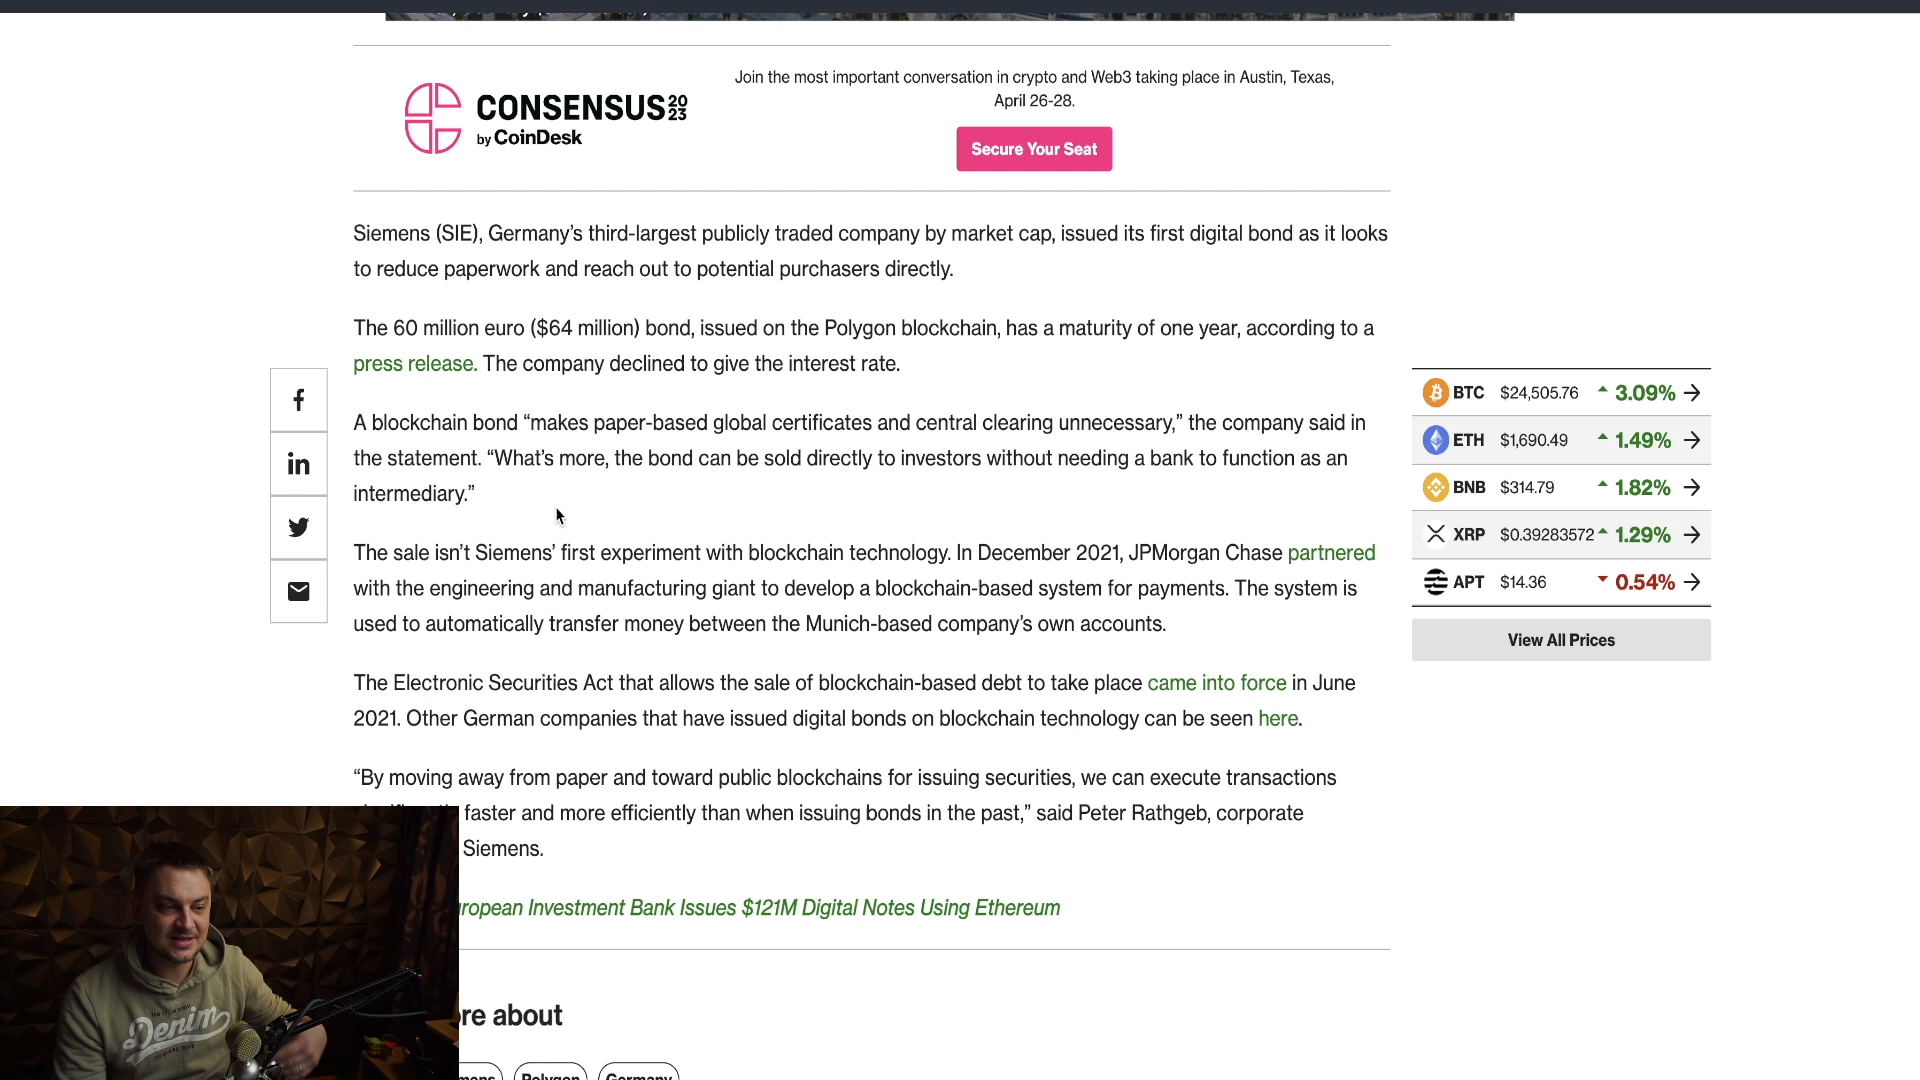 Join the most important conversation in crypto and Web3 taking place in Austin, Texas,
April 26-28.
CONSENSUS 20
23
by CoinDesk
Secure Your Seat
Siemens (SIE), Germany’s third-largest publicly traded company by market cap, issued its first digital bond as it looks
to reduce paperwork and reach out to potential purchasers directly.
The 60 million euro ($64 million) bond, issued on the Polygon blockchain, has a maturity of one year, according to a
press release. The company declined to give the interest rate.
A blockchain bond “makes paper-based global certificates and central clearing unnecessary,” the company said in
the statement. “What’s more, the bond can be sold directly to investors without needing a bank to function as an
intermediary.”
The sale isn’t Siemens’ first experiment with blockchain technology. In December 2021, JPMorgan Chase partnered
with the engineering and manufacturing giant to develop a blockchain-based system for payments. The system is
used to automatically transfer money between the Munich-based company’s own accounts.
The Electronic Securities Act that allows the sale of blockchain-based debt to take place came into force in June
2021. Other German companies that have issued digital bonds on blockchain technology can be seen here.
“By moving away from paper and toward public blockchains for issuing securities, we can execute transactions
faster and more efficiently than when issuing bonds in the past,” said Peter Rathgeb, corporate
Siemens.
ropean Investment Bank Issues $121M Digital Notes Using Ethereum
re about
Polygon
Germany
BTC $24,505.76 3.09%
ETH $1,690.49 1.49%
BNB $314.79 1.82%
XRP $0.39283572 1.29%
APT $14.36 0.54%
View All Prices
Denim